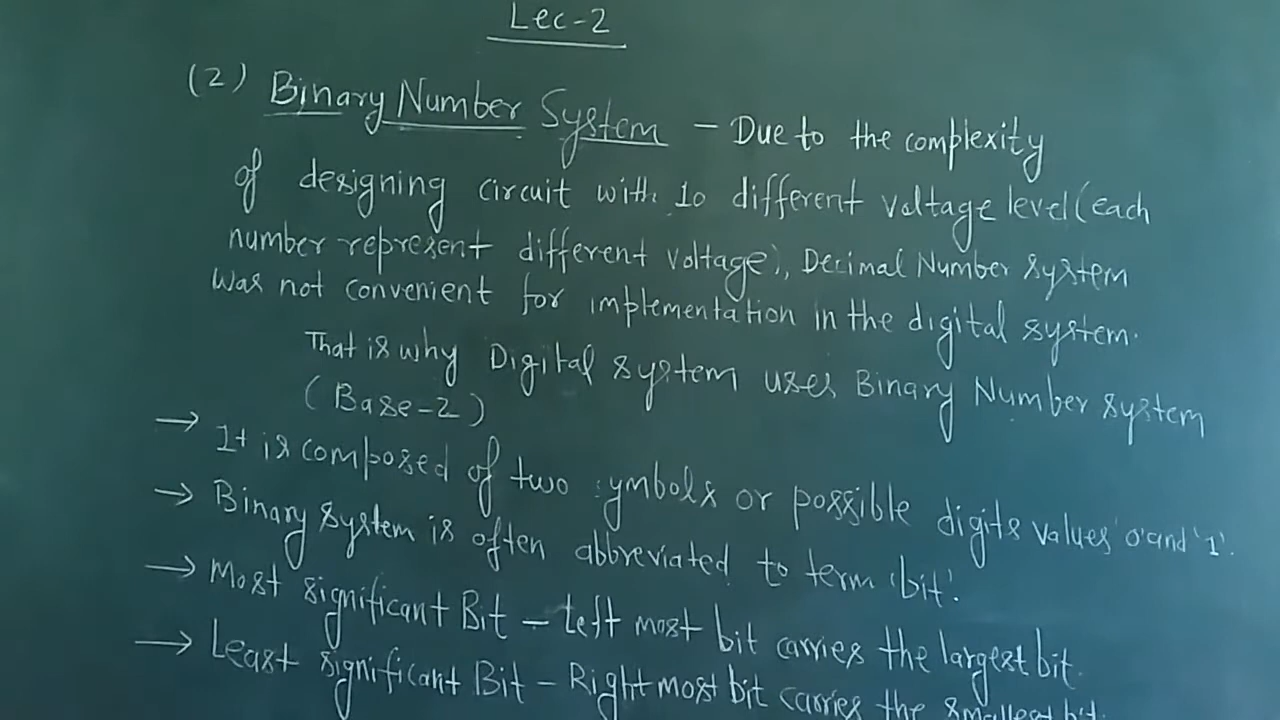 Lec-2
(2) Binary Number System - Due to the complexity
of designing circuit with 10 different voltage level (each
number represent different voltage), Decimal Number system
was not convenient for implementation in the digital system.
That is why Digital system uses Binary Number system
(Base-2)
→ It is composed of two symbols or possible digits values '0' and '1'.
→ Binary system is often abbreviated to term 'bit'.
→ Most significant Bit - Left most bit carries the largest bit.
→ Least significant Bit - Right most bit carries the smallest bit.